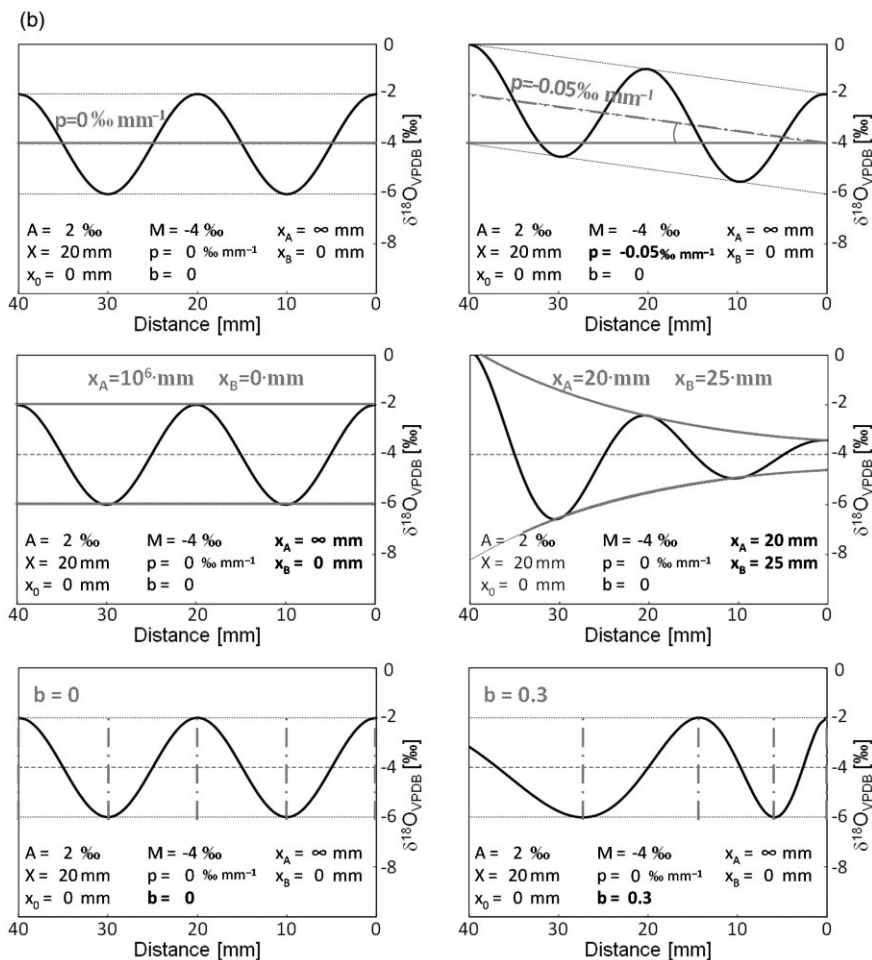 (b)
0
-2
-4
-6
-8
δ¹⁸O_VPDB [‰]
p=0 ‰ mm⁻¹
A = 2 ‰ M = -4 ‰ x_A = ∞ mm
X = 20 mm p = 0 ‰ mm⁻¹ x_B = 0 mm
x₀ = 0 mm b = 0
40 30 20 10 0
Distance [mm]
0
-2
-4
-6
-8
δ¹⁸O_VPDB [‰]
p=-0.05‰ mm⁻¹
A = 2 ‰ M = -4 ‰ x_A = ∞ mm
X = 20 mm p = -0.05‰ mm⁻¹ x_B = 0 mm
x₀ = 0 mm b = 0
40 30 20 10 0
Distance [mm]
0
-2
-4
-6
-8
δ¹⁸O_VPDB [‰]
x_A=10⁶·mm x_B=0·mm
A = 2 ‰ M = -4 ‰ x_A = ∞ mm
X = 20 mm p = 0 ‰ mm⁻¹ x_B = 0 mm
x₀ = 0 mm b = 0
40 30 20 10 0
Distance [mm]
0
-2
-4
-6
-8
δ¹⁸O_VPDB [‰]
x_A=20·mm x_B=25·mm
A = 2 ‰ M = -4 ‰ x_A = 20 mm
X = 20 mm p = 0 ‰ mm⁻¹ x_B = 25 mm
x₀ = 0 mm b = 0
40 30 20 10 0
Distance [mm]
0
-2
-4
-6
-8
δ¹⁸O_VPDB [‰]
b = 0
A = 2 ‰ M = -4 ‰ x_A = ∞ mm
X = 20 mm p = 0 ‰ mm⁻¹ x_B = 0 mm
x₀ = 0 mm b = 0
40 30 20 10 0
Distance [mm]
0
-2
-4
-6
-8
δ¹⁸O_VPDB [‰]
b = 0.3
A = 2 ‰ M = -4 ‰ x_A = ∞ mm
X = 20 mm p = 0 ‰ mm⁻¹ x_B = 0 mm
x₀ = 0 mm b = 0.3
40 30 20 10 0
Distance [mm]